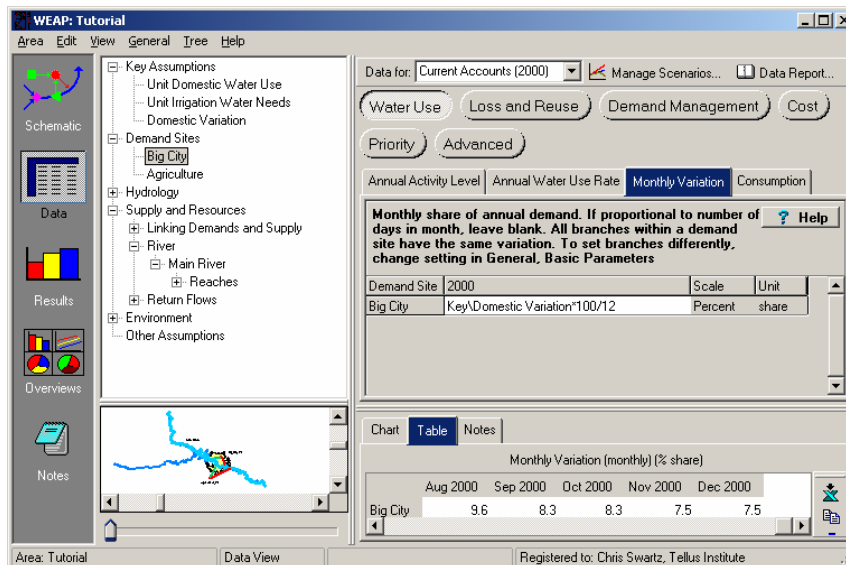 WEAP: Tutorial
Area Edit View General Tree Help
Schematic
Data
Results
Overviews
Notes
Key Assumptions
Unit Domestic Water Use
Unit Irrigation Water Needs
Domestic Variation
Demand Sites
Big City
Agriculture
Hydrology
Supply and Resources
Linking Demands and Supply
River
Main River
Reaches
Return Flows
Environment
Other Assumptions
Data for: Current Accounts (2000) Manage Scenarios... Data Report...
Water Use Loss and Reuse Demand Management Cost
Priority Advanced
Annual Activity Level Annual Water Use Rate Monthly Variation Consumption
Monthly share of annual demand. If proportional to number of
days in month, leave blank. All branches within a demand
site have the same variation. To set branches differently,
change setting in General, Basic Parameters
? Help
Demand Site 2000 Scale Unit
Big City Key\Domestic Variation*100/12 Percent share
Chart Table Notes
Monthly Variation (monthly) (% share)
Aug 2000 Sep 2000 Oct 2000 Nov 2000 Dec 2000
Big City 9.6 8.3 8.3 7.5 7.5
Area: Tutorial Data View Registered to: Chris Swartz, Tellus Institute